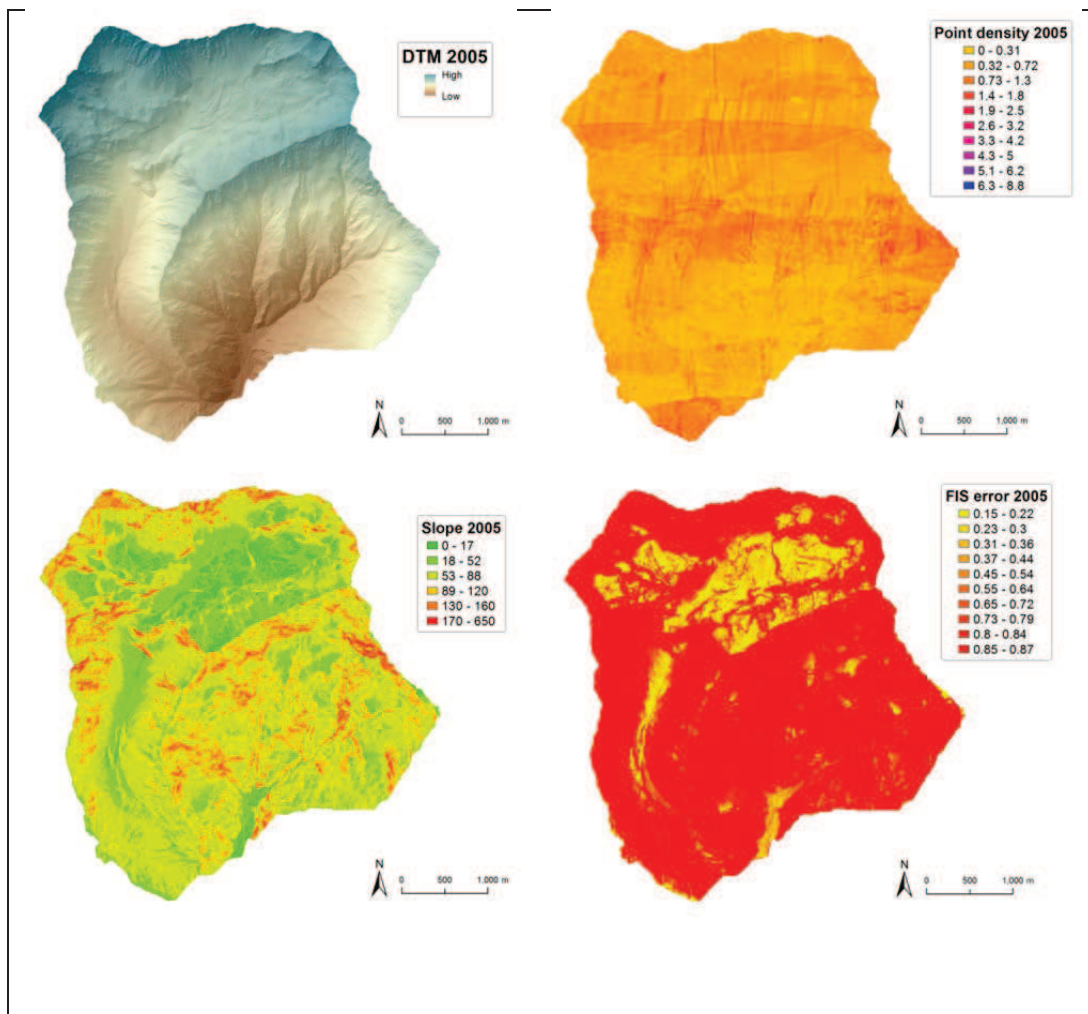 DTM 2005
High
Low
N
0 500 1,000 m
Point density 2005
0 - 0.31
0.32 - 0.72
0.73 - 1.3
1.4 - 1.8
1.9 - 2.5
2.6 - 3.2
3.3 - 4.2
4.3 - 5
5.1 - 6.2
6.3 - 8.8
N
0 500 1,000 m
Slope 2005
0 - 17
18 - 52
53 - 88
89 - 120
130 - 160
170 - 650
N
0 500 1,000 m
FIS error 2005
0.15 - 0.22
0.23 - 0.3
0.31 - 0.36
0.37 - 0.44
0.45 - 0.54
0.55 - 0.64
0.65 - 0.72
0.73 - 0.79
0.8 - 0.84
0.85 - 0.87
N
0 500 1,000 m